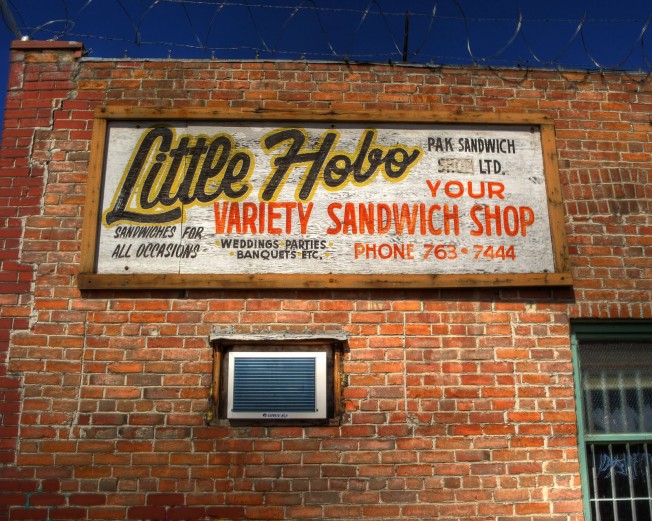 Little Hobo
PAK SANDWICH
SHOP LTD.
YOUR
VARIETY SANDWICH SHOP
SANDWICHES FOR
ALL OCCASIONS
WEDDINGS PARTIES
BANQUETS ETC.
PHONE 763-7444